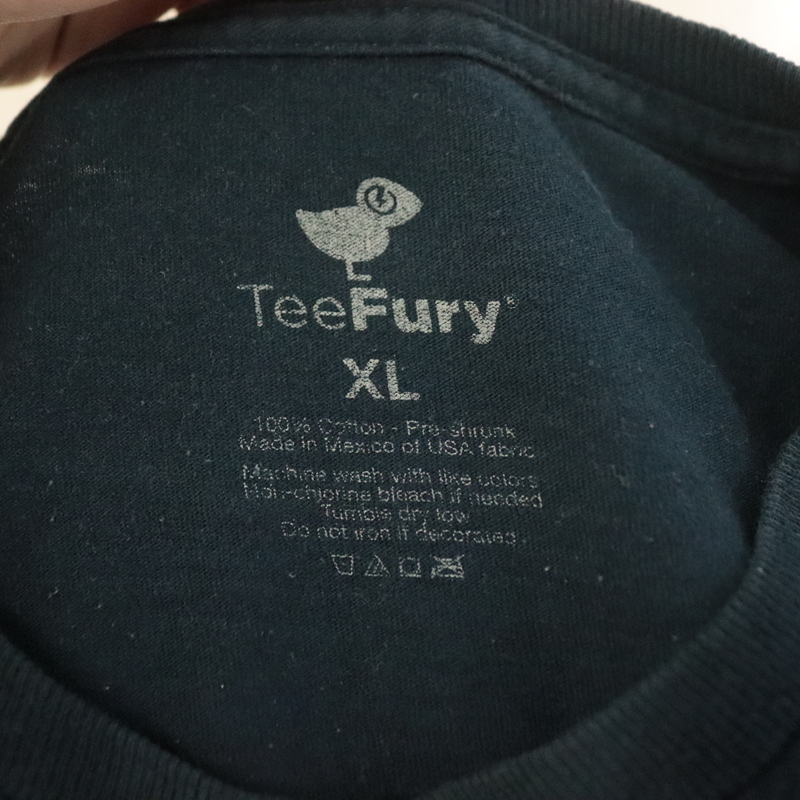 TeeFury
XL
100% Cotton - Pre-shrunk
Made in Mexico of USA fabric
Machine wash with like colors
Non-chlorine bleach if needed
Tumble dry low
Do not iron if decorated.